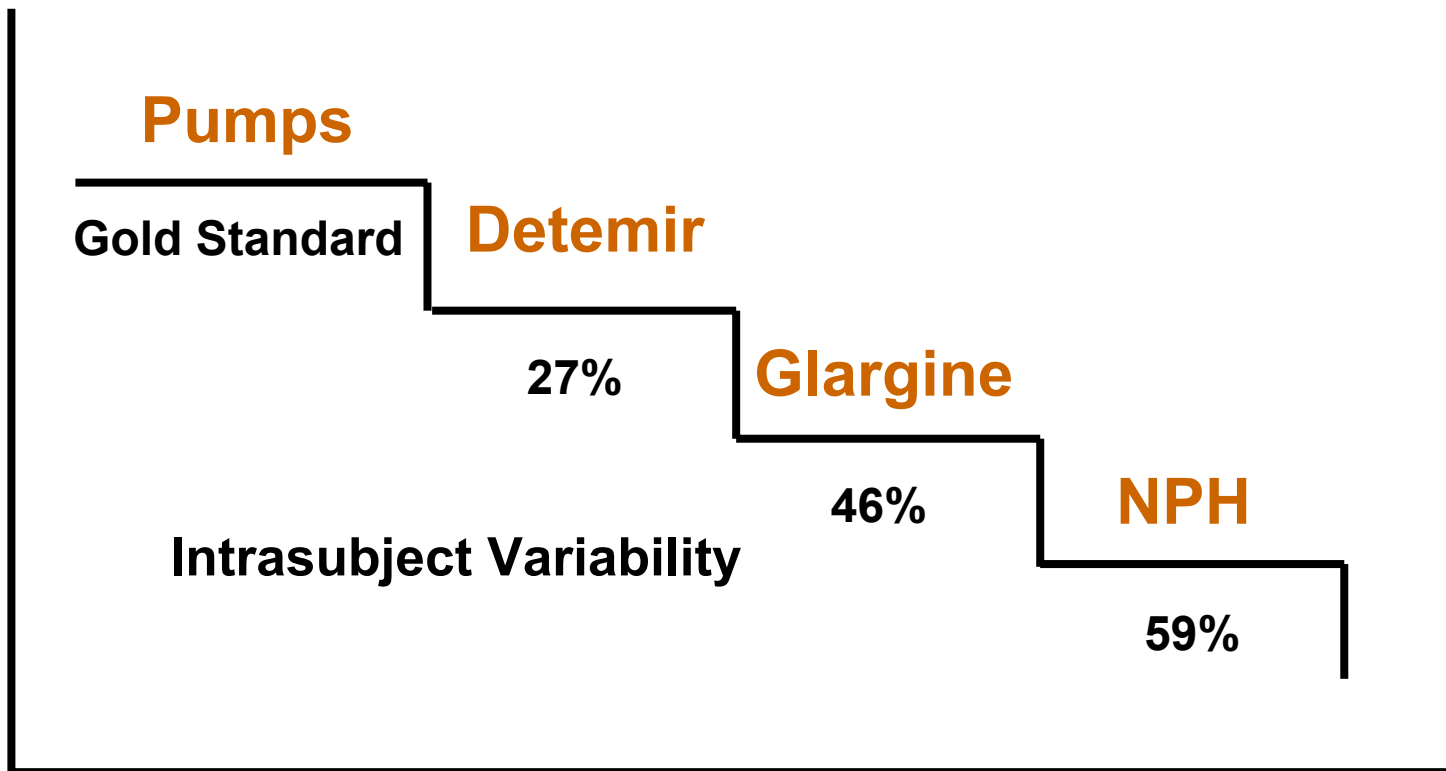 Pumps
Gold Standard
Detemir
27%
Glargine
46%
NPH
Intrasubject Variability
59%